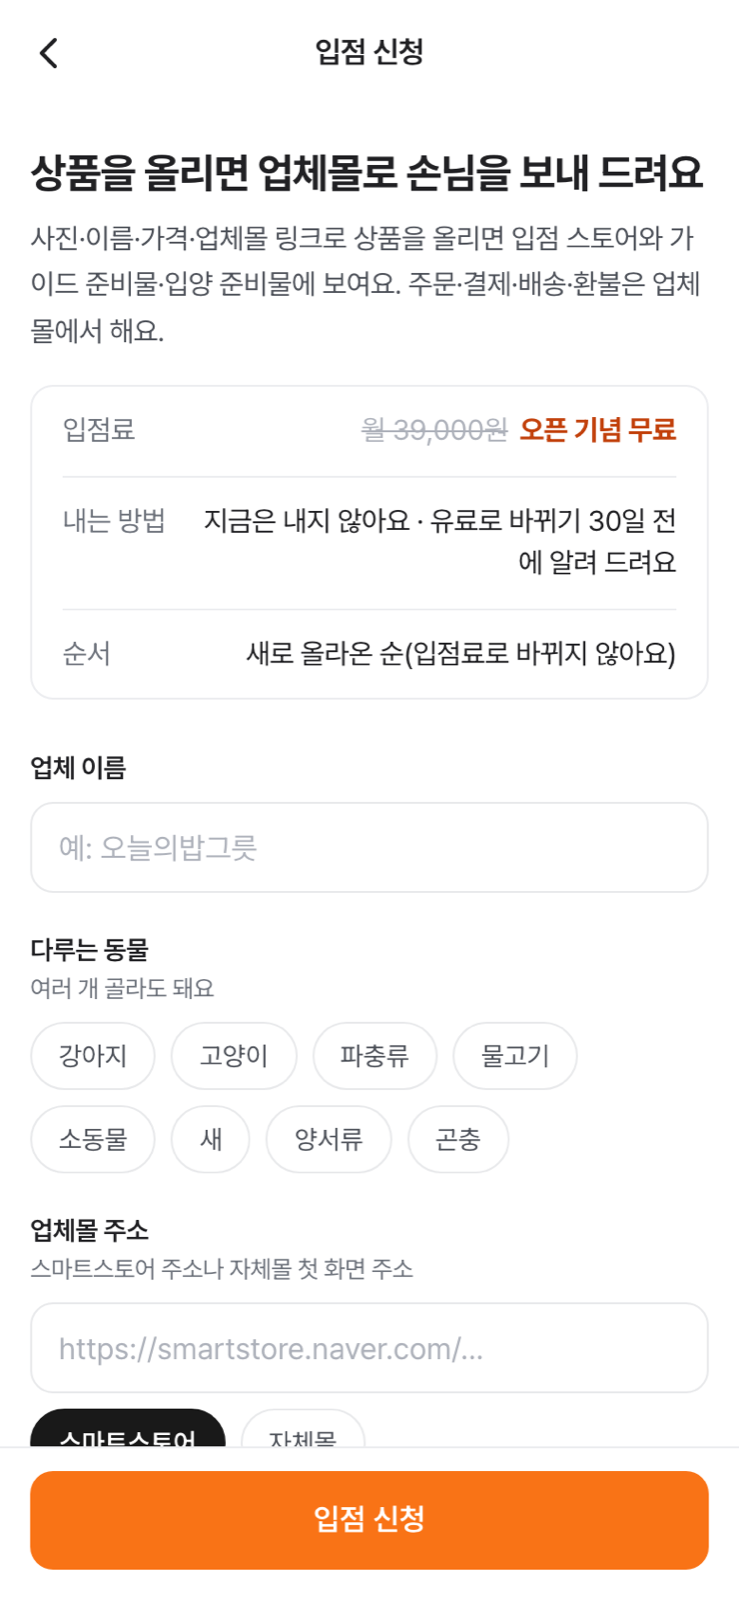 입점 신청
상품을 올리면 업체몰로 손님을 보내 드려요
사진·이름·가격·업체몰 링크로 상품을 올리면 입점 스토어와 가
이드 준비물·입양 준비물에 보여요. 주문·결제·배송·환불은 업체
몰에서 해요.
입점료 월 39,000원 오픈 기념 무료
내는 방법 지금은 내지 않아요 · 유료로 바뀌기 30일 전
에 알려 드려요
순서 새로 올라온 순(입점료로 바뀌지 않아요)
업체 이름
예: 오늘의밥그릇
다루는 동물
여러 개 골라도 돼요
강아지 고양이 파충류 물고기
소동물 새 양서류 곤충
업체몰 주소
스마트스토어 주소나 자체몰 첫 화면 주소
https://smartstore.naver.com/...
스마트스토어 자체몰
입점 신청